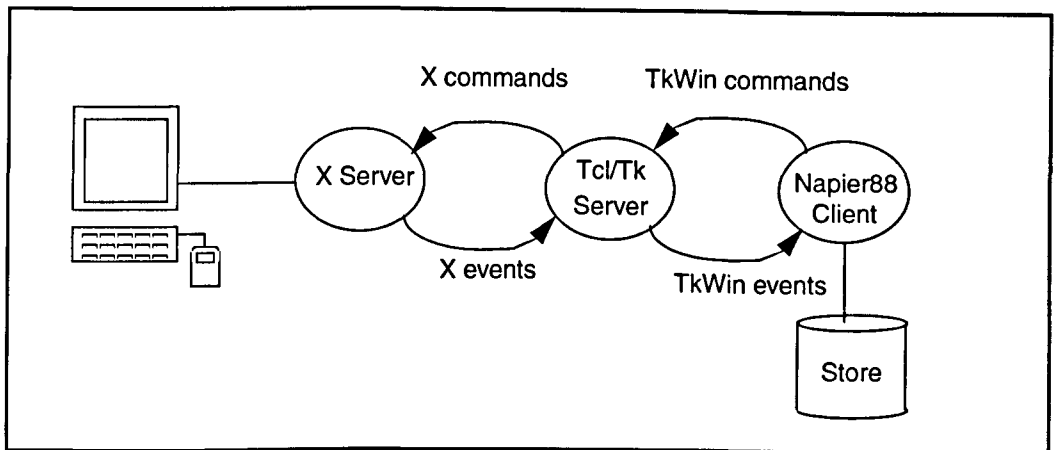 X commands
TkWin commands
X Server
Tcl/Tk
Server
Napier88
Client
X events
TkWin events
Store